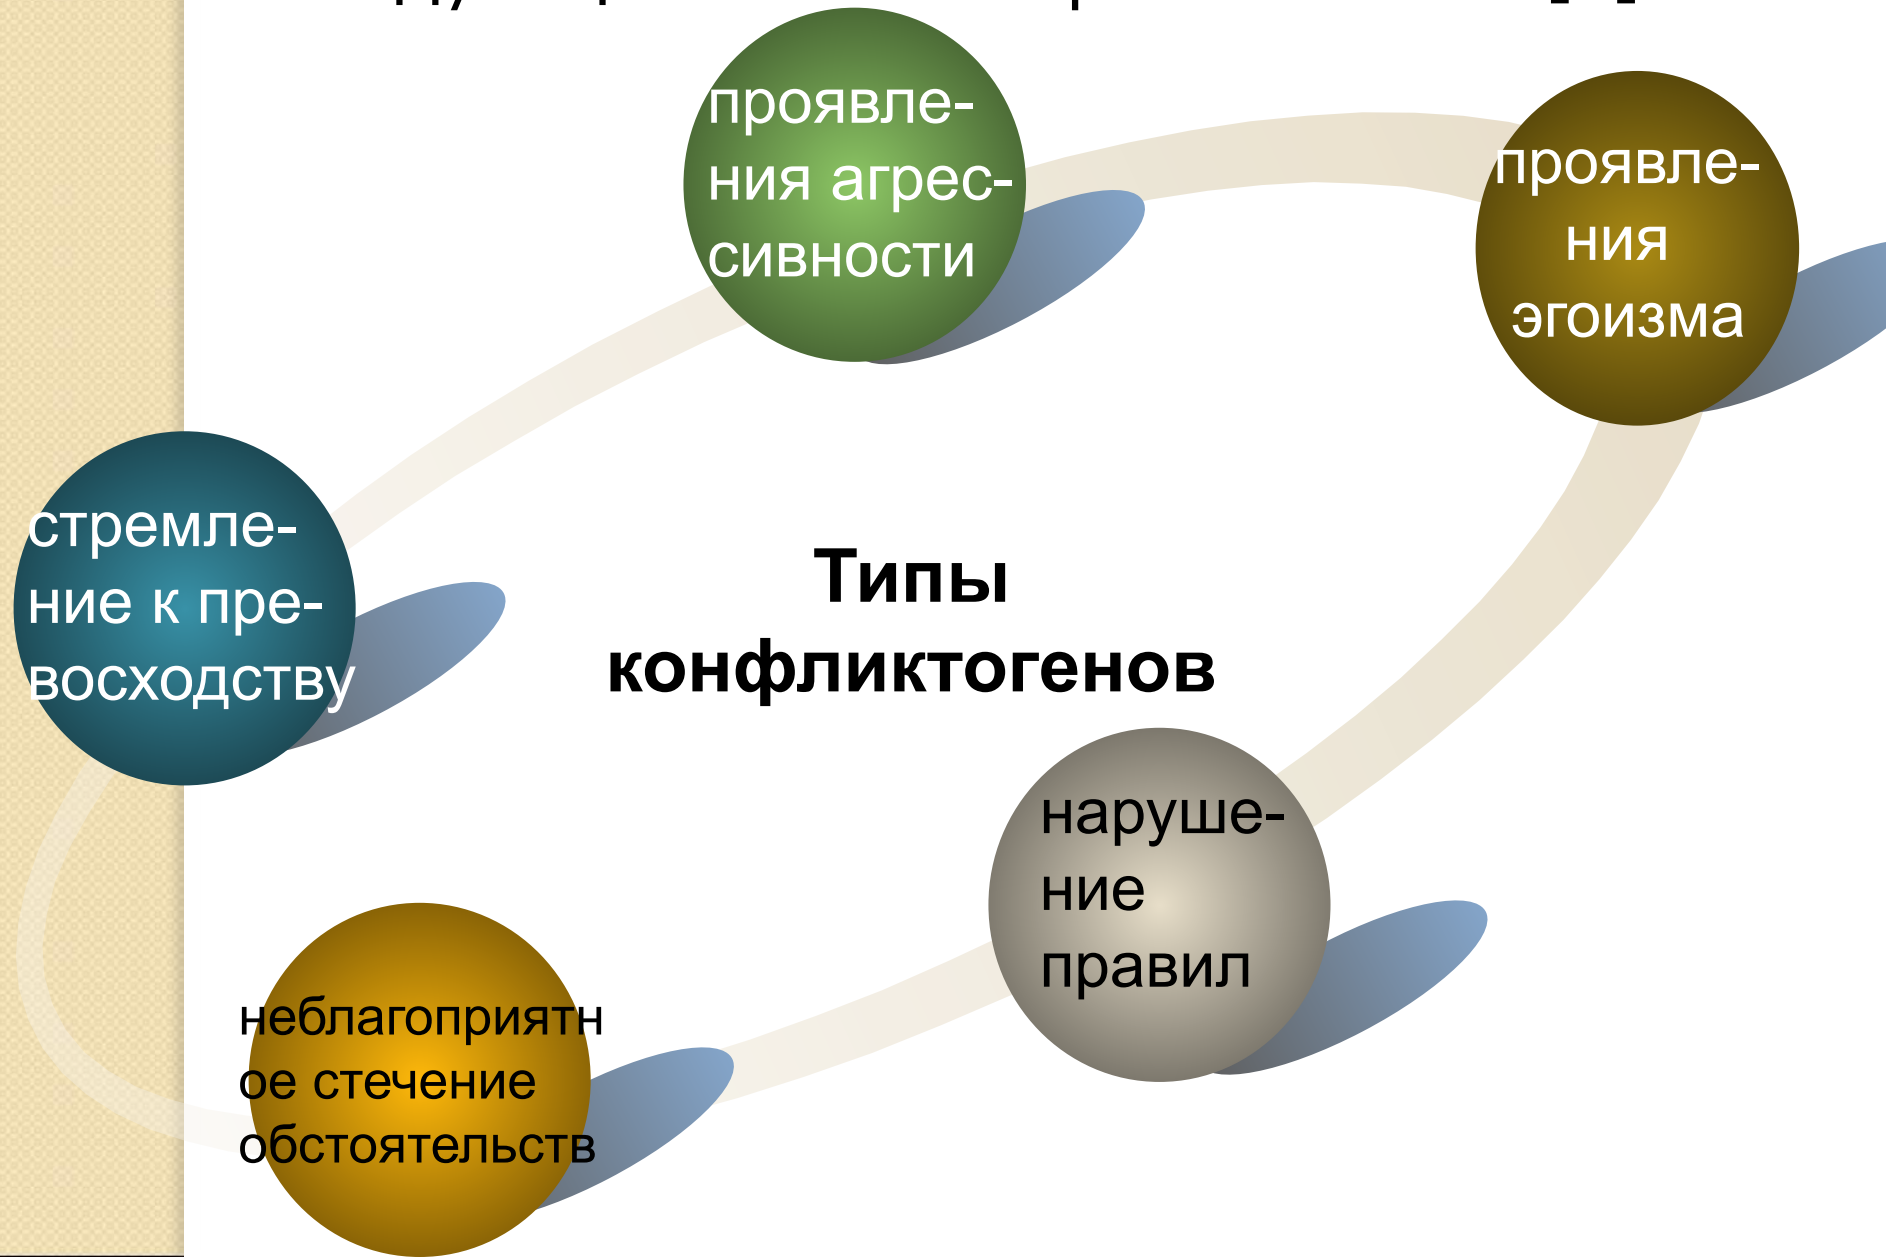 проявле-
ния агрес-
сивности
проявле-
ния
эгоизма
стремле-
ние к пре-
восходству
Типы
конфликтогенов
наруше-
ние
правил
неблагоприятн
ое стечение
обстоятельств